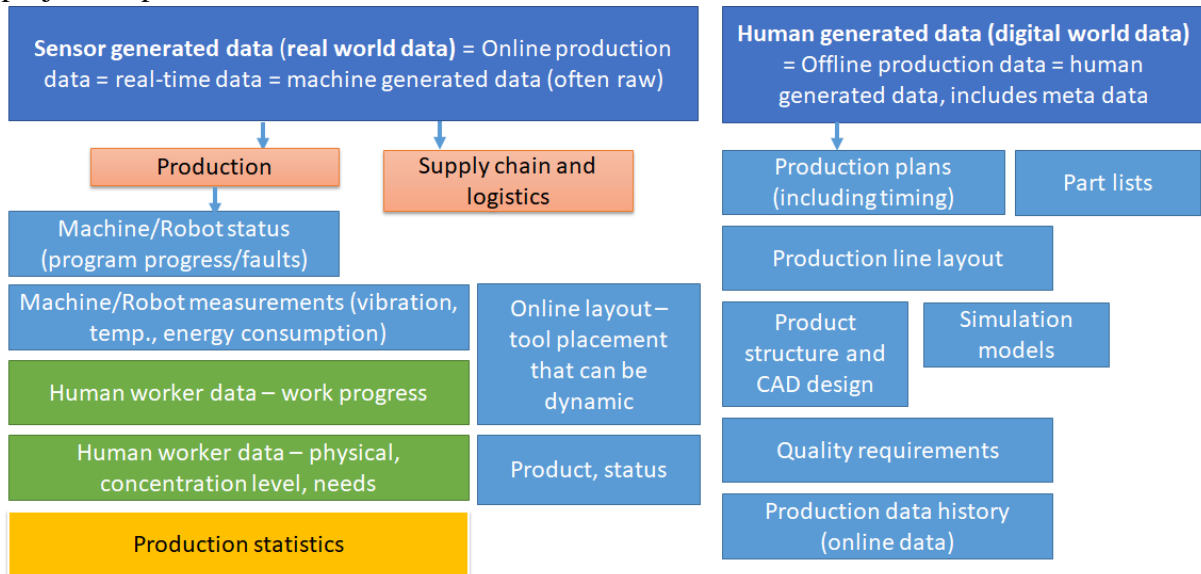 Sensor generated data (real world data) = Online production
data = real-time data = machine generated data (often raw)
Production
Supply chain and
logistics
Machine/Robot status
(program progress/faults)
Machine/Robot measurements (vibration,
temp., energy consumption)
Human worker data – work progress
Human worker data – physical,
concentration level, needs
Production statistics
Online layout –
tool placement
that can be
dynamic
Product, status
Human generated data (digital world data)
= Offline production data = human
generated data, includes meta data
Production plans
(including timing)
Part lists
Production line layout
Product
structure and
CAD design
Simulation
models
Quality requirements
Production data history
(online data)